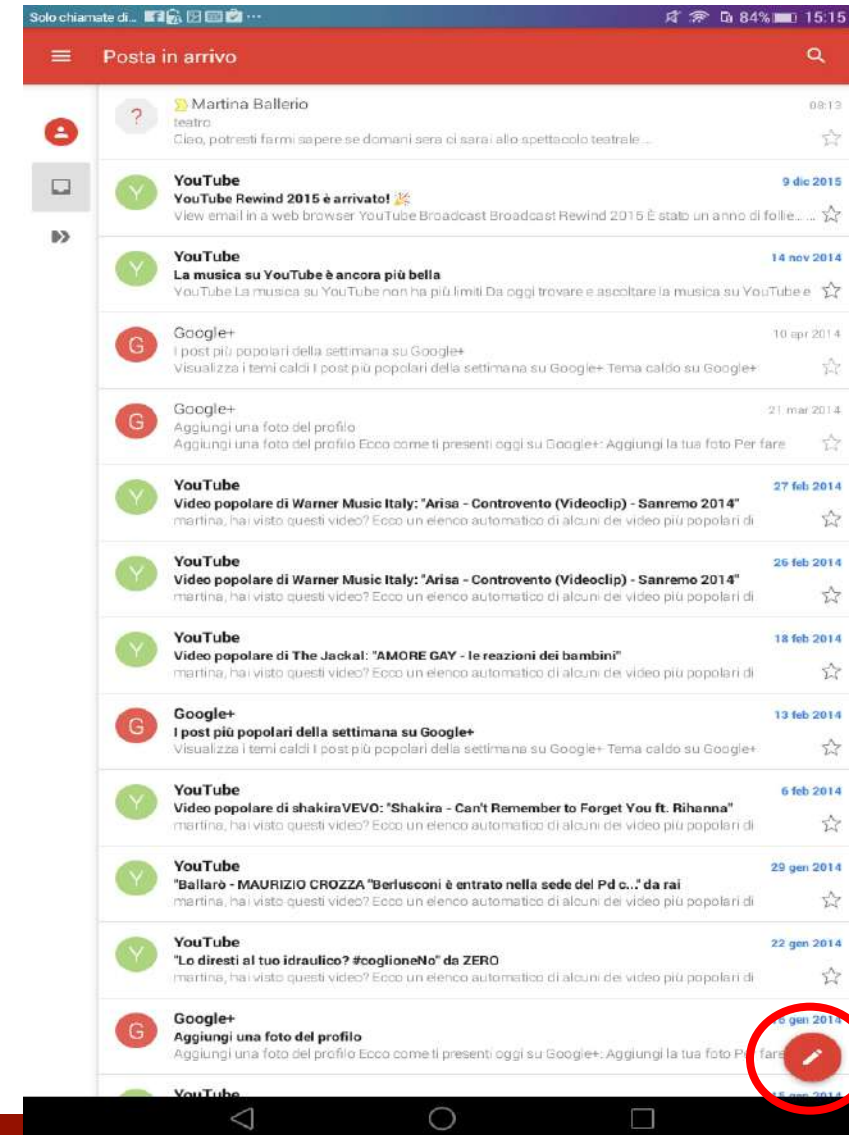 Solo chiamate di... 84% 15:15
Posta in arrivo
? Martina Ballerio 08:13
teatro
Ciao, potresti farmi sapere se domani sera ci sarai allo spettacolo teatrale ...
Y YouTube 9 dic 2015
YouTube Rewind 2015 è arrivato!
View email in a web browser YouTube Broadcast Broadcast Rewind 2015 È stato un anno di follie... ...
Y YouTube 14 nov 2014
La musica su YouTube è ancora più bella
YouTube La musica su YouTube non ha più limiti Da oggi trovare e ascoltare la musica su YouTube e
G Google+ 10 apr 2014
I post più popolari della settimana su Google+
Visualizza i temi caldi I post più popolari della settimana su Google+ Tema caldo su Google+
G Google+ 21 mar 2014
Aggiungi una foto del profilo
Aggiungi una foto del profilo Ecco come ti presenti oggi su Google+: Aggiungi la tua foto Per fare
Y YouTube 27 feb 2014
Video popolare di Warner Music Italy: "Arisa - Controvento (Videoclip) - Sanremo 2014"
martina, hai visto questi video? Ecco un elenco automatico di alcuni dei video più popolari di
Y YouTube 26 feb 2014
Video popolare di Warner Music Italy: "Arisa - Controvento (Videoclip) - Sanremo 2014"
martina, hai visto questi video? Ecco un elenco automatico di alcuni dei video più popolari di
Y YouTube 18 feb 2014
Video popolare di The Jackal: "AMORE GAY - le reazioni dei bambini"
martina, hai visto questi video? Ecco un elenco automatico di alcuni dei video più popolari di
G Google+ 13 feb 2014
I post più popolari della settimana su Google+
Visualizza i temi caldi I post più popolari della settimana su Google+ Tema caldo su Google+
Y YouTube 6 feb 2014
Video popolare di shakiraVEVO: "Shakira - Can't Remember to Forget You ft. Rihanna"
martina, hai visto questi video? Ecco un elenco automatico di alcuni dei video più popolari di
Y YouTube 29 gen 2014
"Ballarò - MAURIZIO CROZZA "Berlusconi è entrato nella sede del Pd c..." da rai
martina, hai visto questi video? Ecco un elenco automatico di alcuni dei video più popolari di
Y YouTube 22 gen 2014
"Lo diresti al tuo idraulico? #coglioneNo" da ZERO
martina, hai visto questi video? Ecco un elenco automatico di alcuni dei video più popolari di
G Google+ gen 2014
Aggiungi una foto del profilo
Aggiungi una foto del profilo Ecco come ti presenti oggi su Google+: Aggiungi la tua foto Per fare
YouTube 15 gen 2014